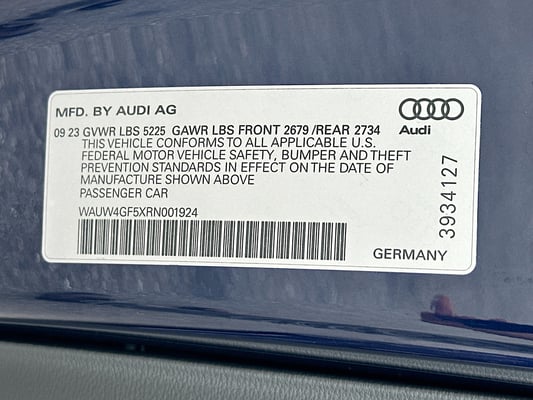 MFD. BY AUDI AG
Audi
09 23 GVWR LBS 5225 GAWR LBS FRONT 2679 /REAR 2734
THIS VEHICLE CONFORMS TO ALL APPLICABLE U.S.
FEDERAL MOTOR VEHICLE SAFETY, BUMPER AND THEFT
PREVENTION STANDARDS IN EFFECT ON THE DATE OF
MANUFACTURE SHOWN ABOVE
PASSENGER CAR
WAUW4GF5XRN001924
3934127
GERMANY